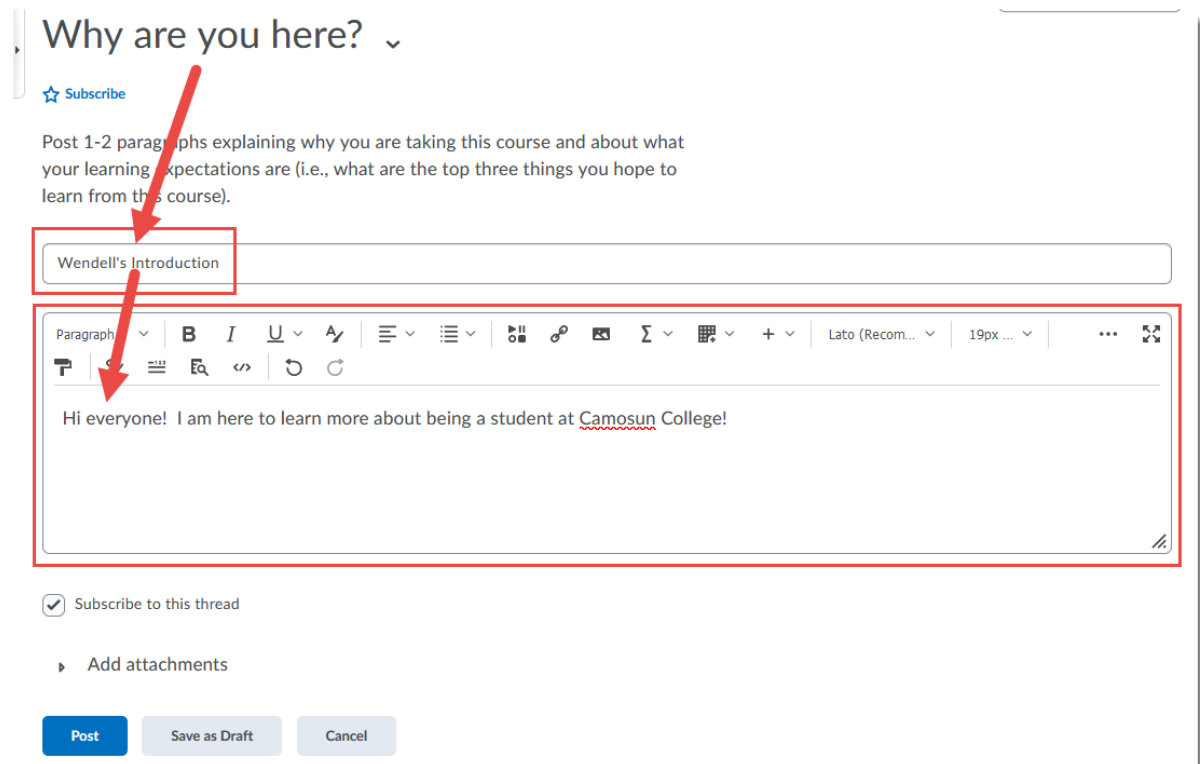 Why are you here?
Subscribe
Post 1-2 paragraphs explaining why you are taking this course and about what
your learning expectations are (i.e., what are the top three things you hope to
learn from this course).
Wendell's Introduction
Paragraph B I U A Σ + Lato (Recom... 19px ...
Hi everyone! I am here to learn more about being a student at Camosun College!
Subscribe to this thread
Add attachments
Post Save as Draft Cancel